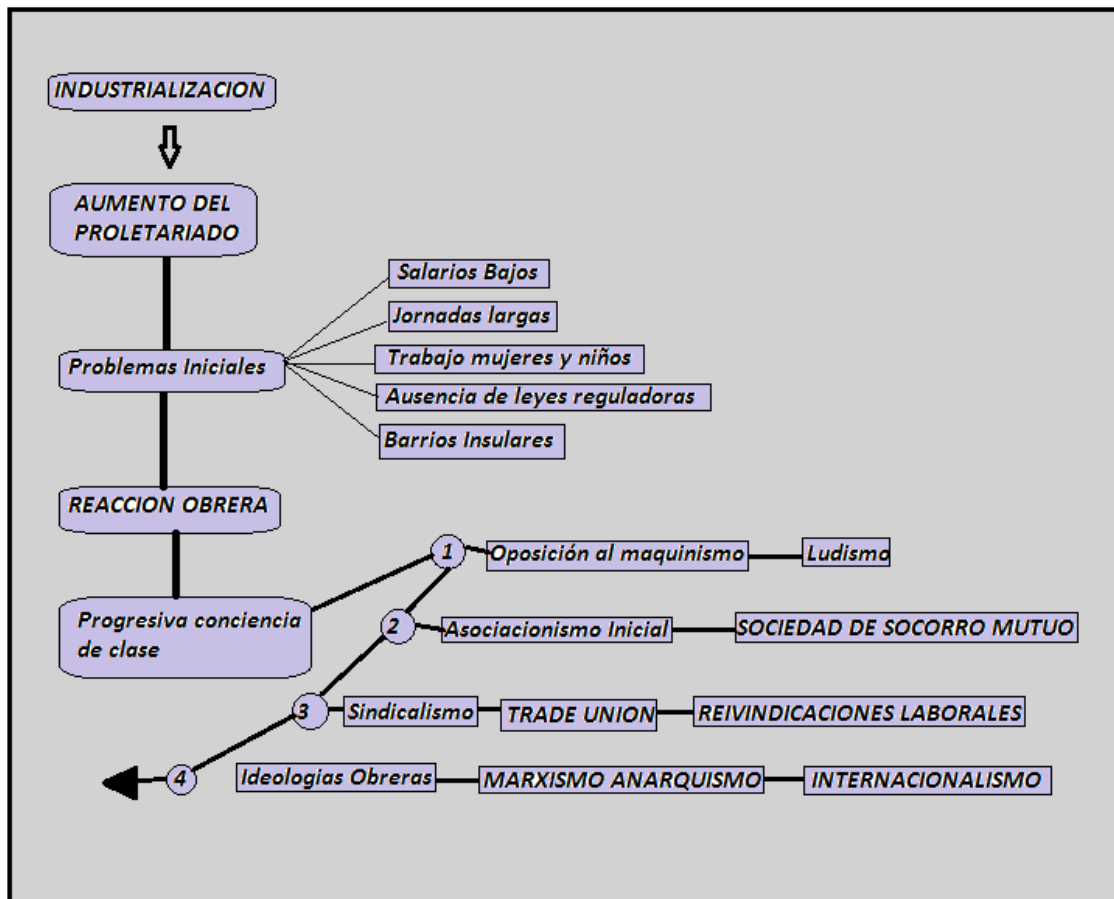 INDUSTRIALIZACION
AUMENTO DEL
PROLETARIADO
Problemas Iniciales
Salarios Bajos
Jornadas largas
Trabajo mujeres y niños
Ausencia de leyes reguladoras
Barrios Insulares
REACCION OBRERA
Progresiva conciencia
de clase
1
Oposición al maquinismo
Ludismo
2
Asociacionismo Inicial
SOCIEDAD DE SOCORRO MUTUO
3
Sindicalismo
TRADE UNION
REIVINDICACIONES LABORALES
4
Ideologias Obreras
MARXISMO ANARQUISMO
INTERNACIONALISMO